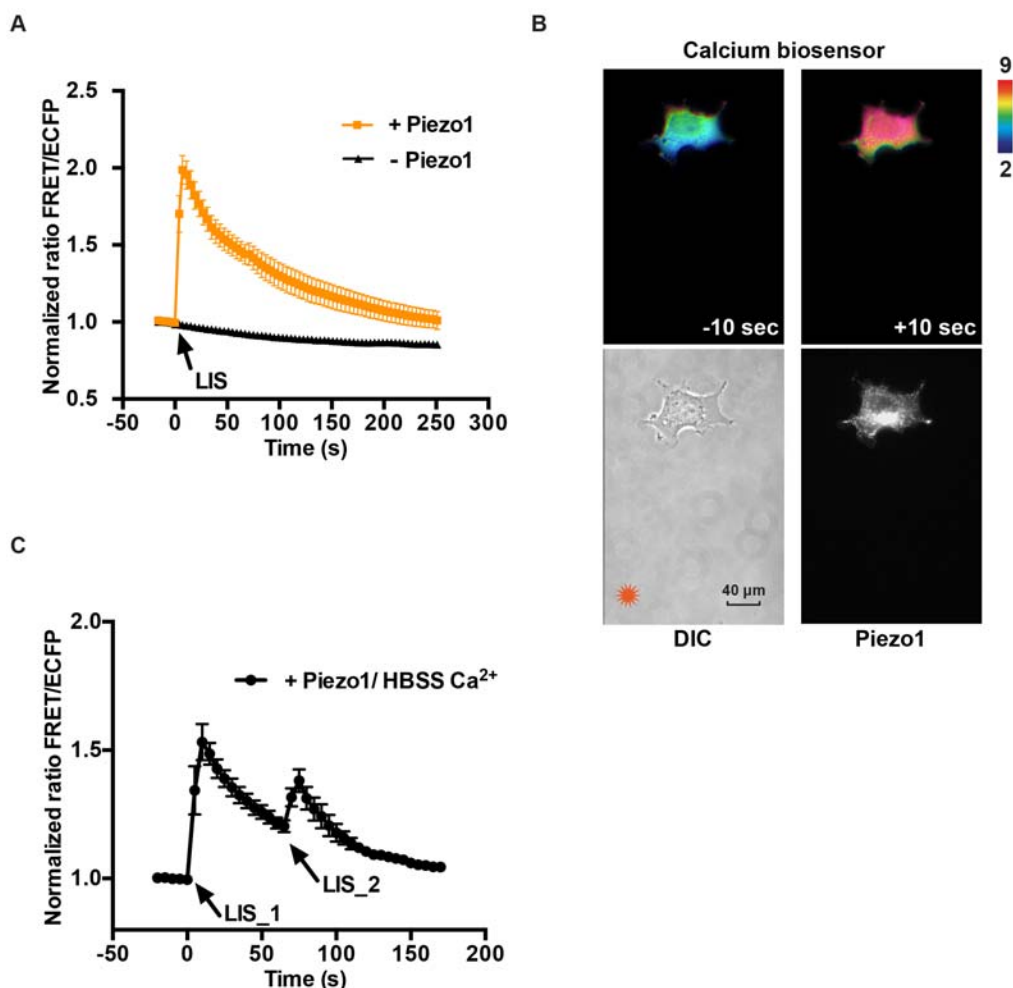 A
Normalized ratio FRET/ECFP
2.5
2.0
1.5
1.0
0.5
+ Piezo1
- Piezo1
LIS
-50 0 50 100 150 200 250 300
Time (s)
B
Calcium biosensor
9
2
-10 sec
+10 sec
40 µm
DIC
Piezo1
C
Normalized ratio FRET/ECFP
2.0
1.5
1.0
+ Piezo1/ HBSS Ca²⁺
LIS_1
LIS_2
-50 0 50 100 150 200
Time (s)